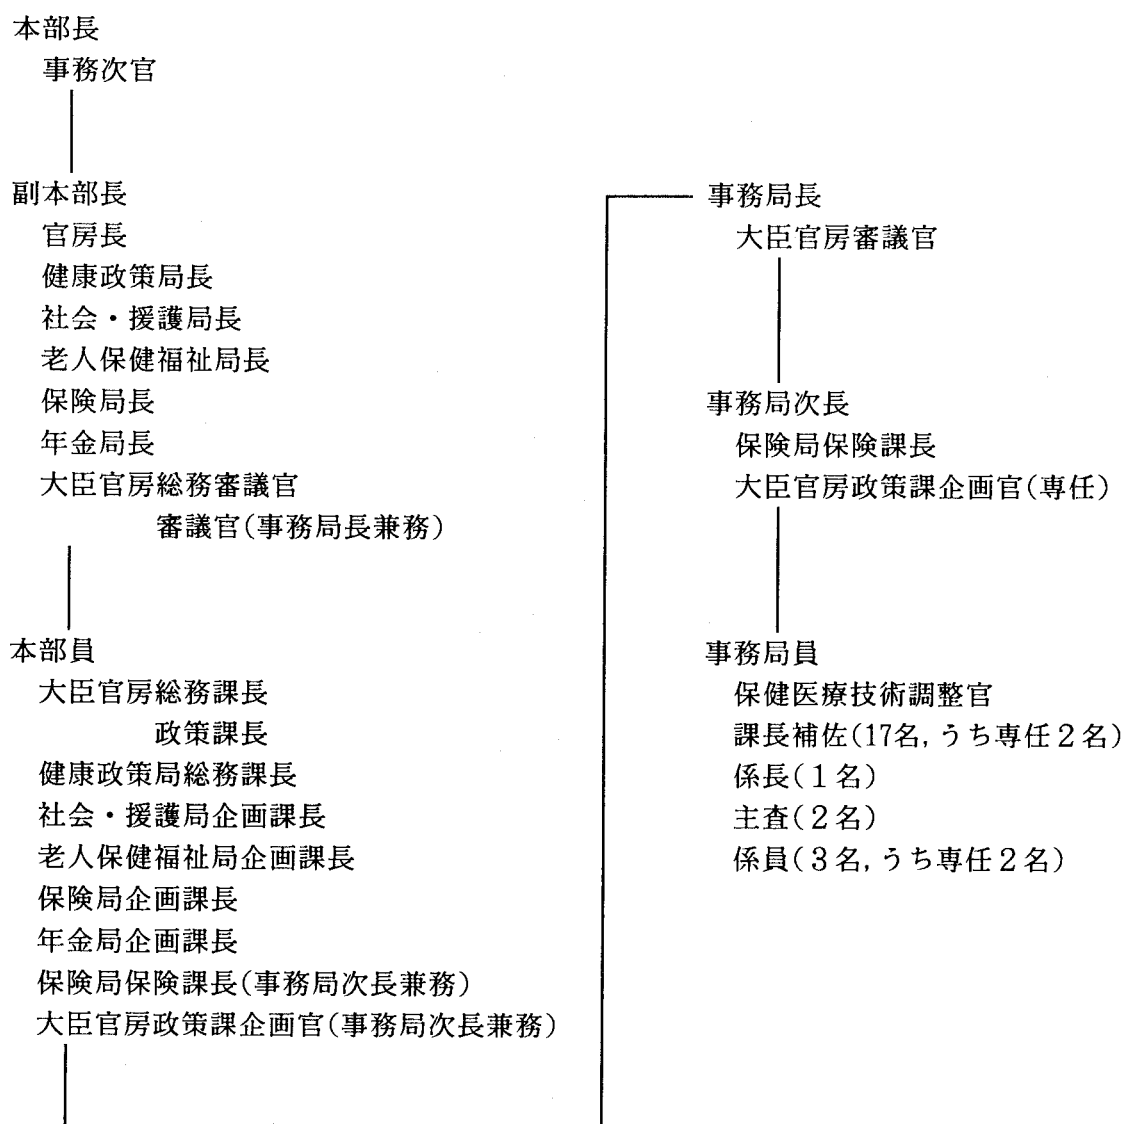 本部長
事務次官
副本部長
官房長
健康政策局長
社会・援護局長
老人保健福祉局長
保険局長
年金局長
大臣官房総務審議官
審議官(事務局長兼務)
本部員
大臣官房総務課長
政策課長
健康政策局総務課長
社会・援護局企画課長
老人保健福祉局企画課長
保険局企画課長
年金局企画課長
保険局保険課長(事務局次長兼務)
大臣官房政策課企画官(事務局次長兼務)
事務局長
大臣官房審議官
事務局次長
保険局保険課長
大臣官房政策課企画官(専任)
事務局員
保健医療技術調整官
課長補佐(17名,うち専任2名)
係長(1名)
主査(2名)
係員(3名,うち専任2名)